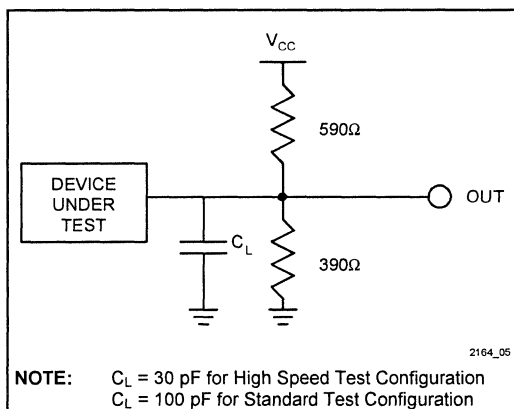 V_CC
590Ω
DEVICE
UNDER
TEST
OUT
C_L
390Ω
2164_05
NOTE: C_L = 30 pF for High Speed Test Configuration
C_L = 100 pF for Standard Test Configuration